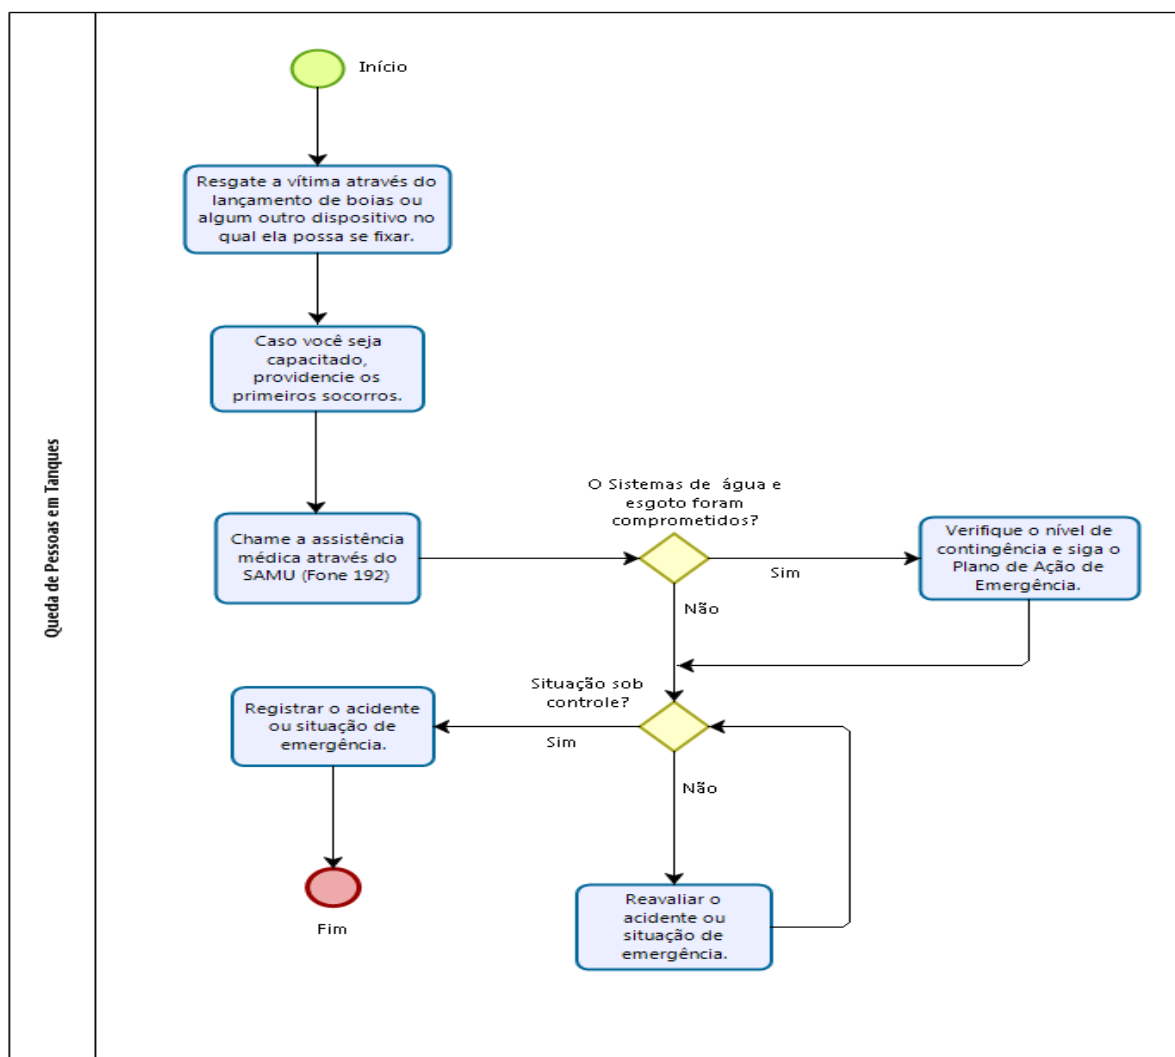 Queda de Pessoas em Tanques
Início
Resgate a vítima através do
lançamento de boias ou
algum outro dispositivo no
qual ela possa se fixar.
Caso você seja
capacitado,
providencie os
primeiros socorros.
Chame a assistência
médica através do
SAMU (Fone 192)
O Sistemas de água e
esgoto foram
comprometidos?
Sim
Verifique o nível de
contingência e siga o
Plano de Ação de
Emergência.
Não
Situação sob
controle?
Sim
Registrar o acidente
ou situação de
emergência.
Não
Reavaliar o
acidente ou
situação de
emergência.
Fim